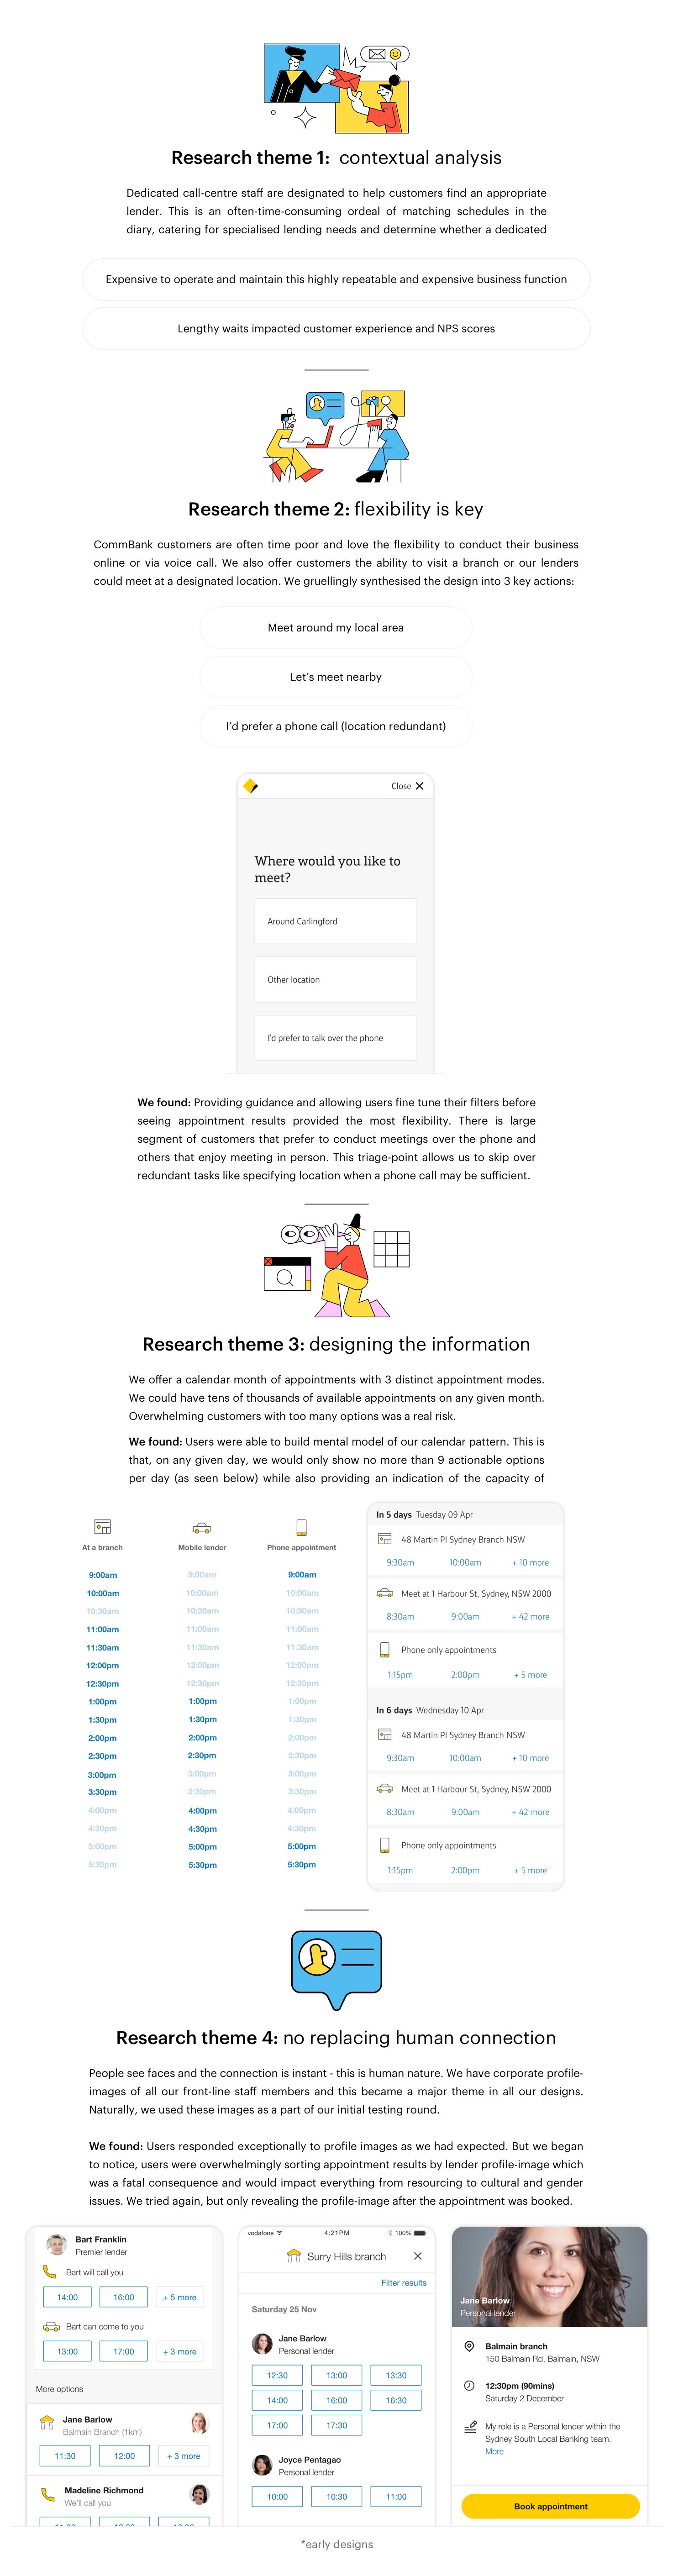 Research theme 1: contextual analysis
Dedicated call-centre staff are designated to help customers find an appropriate
lender. This is an often-time-consuming ordeal of matching schedules in the
diary, catering for specialised lending needs and determine whether a dedicated
Expensive to operate and maintain this highly repeatable and expensive business function
Lengthy waits impacted customer experience and NPS scores
Research theme 2: flexibility is key
CommBank customers are often time poor and love the flexibility to conduct their business
online or via voice call. We also offer customers the ability to visit a branch or our lenders
could meet at a designated location. We gruellingly synthesised the design into 3 key actions:
Meet around my local area
Let's meet nearby
I'd prefer a phone call (location redundant)
Close
Where would you like to
meet?
Around Carlingford
Other location
I'd prefer to talk over the phone
We found: Providing guidance and allowing users fine tune their filters before
seeing appointment results provided the most flexibility. There is large
segment of customers that prefer to conduct meetings over the phone and
others that enjoy meeting in person. This triage-point allows us to skip over
redundant tasks like specifying location when a phone call may be sufficient.
Research theme 3: designing the information
We offer a calendar month of appointments with 3 distinct appointment modes.
We could have tens of thousands of available appointments on any given month.
Overwhelming customers with too many options was a real risk.
We found: Users were able to build mental model of our calendar pattern. This is
that, on any given day, we would only show no more than 9 actionable options
per day (as seen below) while also providing an indication of the capacity of
At a branch Mobile lender Phone appointment
9:00am 9:00am 9:00am
10:00am 10:00am 10:00am
10:30am 10:30am 10:30am
11:00am 11:00am 11:00am
11:30am 11:30am 11:30am
12:00pm 12:00pm 12:00pm
12:30pm 12:30pm 12:30pm
1:00pm 1:00pm 1:00pm
1:30pm 1:30pm 1:30pm
2:00pm 2:00pm 2:00pm
2:30pm 2:30pm 2:30pm
3:00pm 3:00pm 3:00pm
3:30pm 3:30pm 3:30pm
4:00pm 4:00pm 4:00pm
4:30pm 4:30pm 4:30pm
5:00pm 5:00pm 5:00pm
5:30pm 5:30pm 5:30pm
In 5 days Tuesday 09 Apr
48 Martin Pl Sydney Branch NSW
9:30am 10:00am + 10 more
Meet at 1 Harbour St, Sydney, NSW 2000
8:30am 9:00am + 42 more
Phone only appointments
1:15pm 2:00pm + 5 more
In 6 days Wednesday 10 Apr
48 Martin Pl Sydney Branch NSW
9:30am 10:00am + 10 more
Meet at 1 Harbour St, Sydney, NSW 2000
8:30am 9:00am + 42 more
Phone only appointments
1:15pm 2:00pm + 5 more
Research theme 4: no replacing human connection
People see faces and the connection is instant - this is human nature. We have corporate profile-
images of all our front-line staff members and this became a major theme in all our designs.
Naturally, we used these images as a part of our initial testing round.
We found: Users responded exceptionally to profile images as we had expected. But we began
to notice, users were overwhelmingly sorting appointment results by lender profile-image which
was a fatal consequence and would impact everything from resourcing to cultural and gender
issues. We tried again, but only revealing the profile-image after the appointment was booked.
Bart Franklin
Premier lender
Bart will call you
14:00 16:00 + 5 more
Bart can come to you
13:00 17:00 + 3 more
More options
Jane Barlow
Balmain Branch (1km)
11:30 12:00 + 3 more
Madeline Richmond
We'll call you
vodafone 4:21PM 100%
Surry Hills branch
Filter results
Saturday 25 Nov
Jane Barlow
Personal lender
12:30 13:00 13:30
14:00 16:00 16:30
17:00 17:30
Joyce Pentagao
Personal lender
10:00 10:30 11:00
Jane Barlow
Personal lender
Balmain branch
150 Balmain Rd, Balmain, NSW
12:30pm (90mins)
Saturday 2 December
My role is a Personal lender within the
Sydney South Local Banking team.
More
Book appointment
*early designs